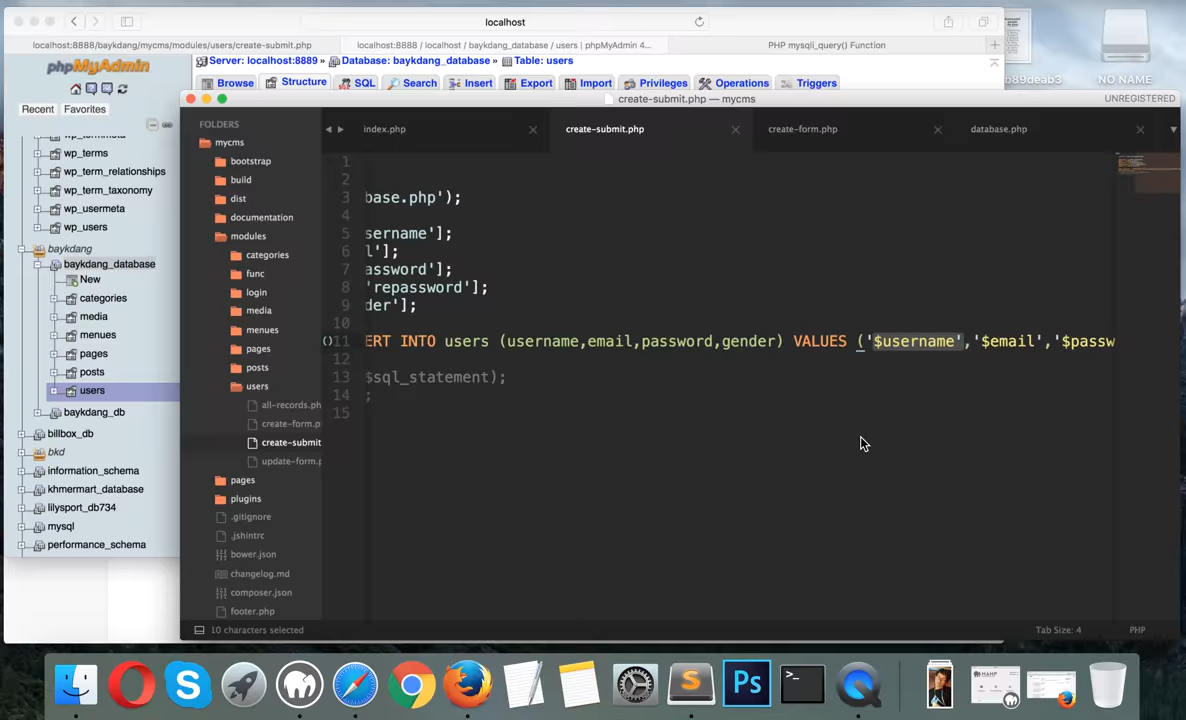 localhost
localhost:8888/baykdang/mycms/modules/users/create-submit.php
localhost:8888 / localhost / baykdang_database / users | phpMyAdmin 4...
PHP mysqli_query() Function
phpMyAdmin
Server: localhost:8889 » Database: baykdang_database » Table: users
Browse
Structure
SQL
Search
Insert
Export
Import
Privileges
Operations
Triggers
b89deab3
NO NAME
create-submit.php — mycms
UNREGISTERED
Recent
Favorites
wp_terms
wp_term_relationships
wp_term_taxonomy
wp_usermeta
wp_users
baykdang
baykdang_database
New
categories
media
menues
pages
posts
users
baykdang_db
billbox_db
bkd
information_schema
khmermart_database
lilysport_db734
mysql
performance_schema
FOLDERS
mycms
bootstrap
build
dist
documentation
modules
categories
func
login
media
menues
pages
posts
users
all-records.ph
create-form.p
create-submit
update-form.p
pages
plugins
.gitignore
.jshintrc
bower.json
changelog.md
composer.json
footer.php
index.php
create-submit.php
create-form.php
database.php
1
2
3 base.php');
4
5 sername'];
6 l'];
7 assword'];
8 'repassword'];
9 der'];
10
11 ERT INTO users (username,email,password,gender) VALUES ('$username','$email','$passw
12
13 $sql_statement);
14 ;
15
10 characters selected
Tab Size: 4
PHP